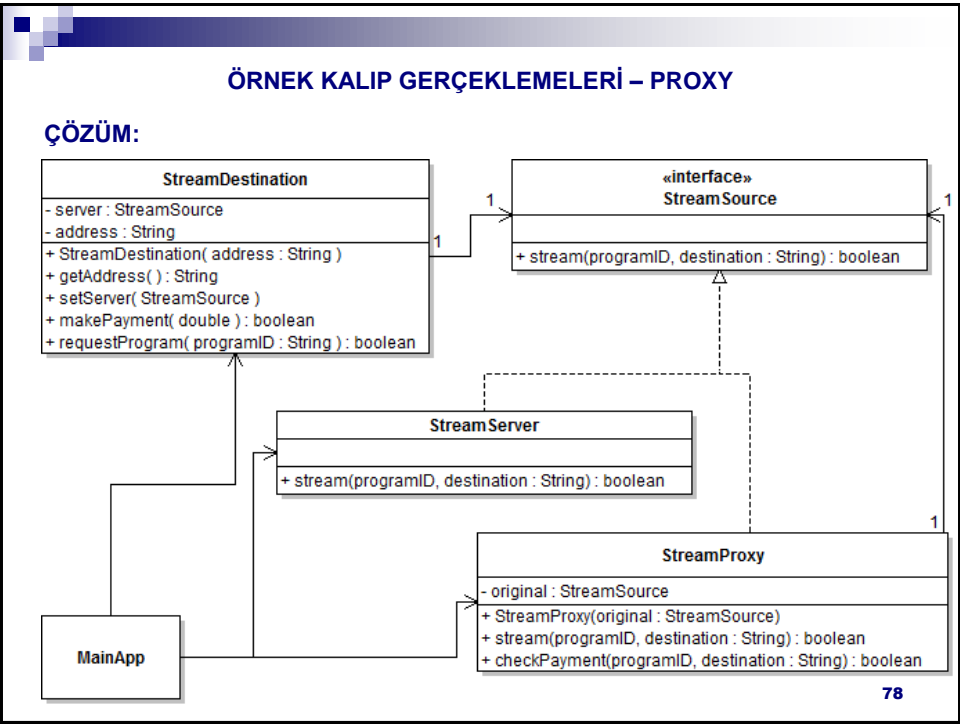 ÖRNEK KALIP GERÇEKLEMELERİ – PROXY
ÇÖZÜM:
StreamDestination
- server : StreamSource
- address : String
+ StreamDestination( address : String )
+ getAddress( ) : String
+ setServer( StreamSource )
+ makePayment( double ) : boolean
+ requestProgram( programID : String ) : boolean
1
1
«interface»
StreamSource
+ stream(programID, destination : String) : boolean
1
StreamServer
+ stream(programID, destination : String) : boolean
1
StreamProxy
- original : StreamSource
+ StreamProxy(original : StreamSource)
+ stream(programID, destination : String) : boolean
+ checkPayment(programID, destination : String) : boolean
MainApp
78